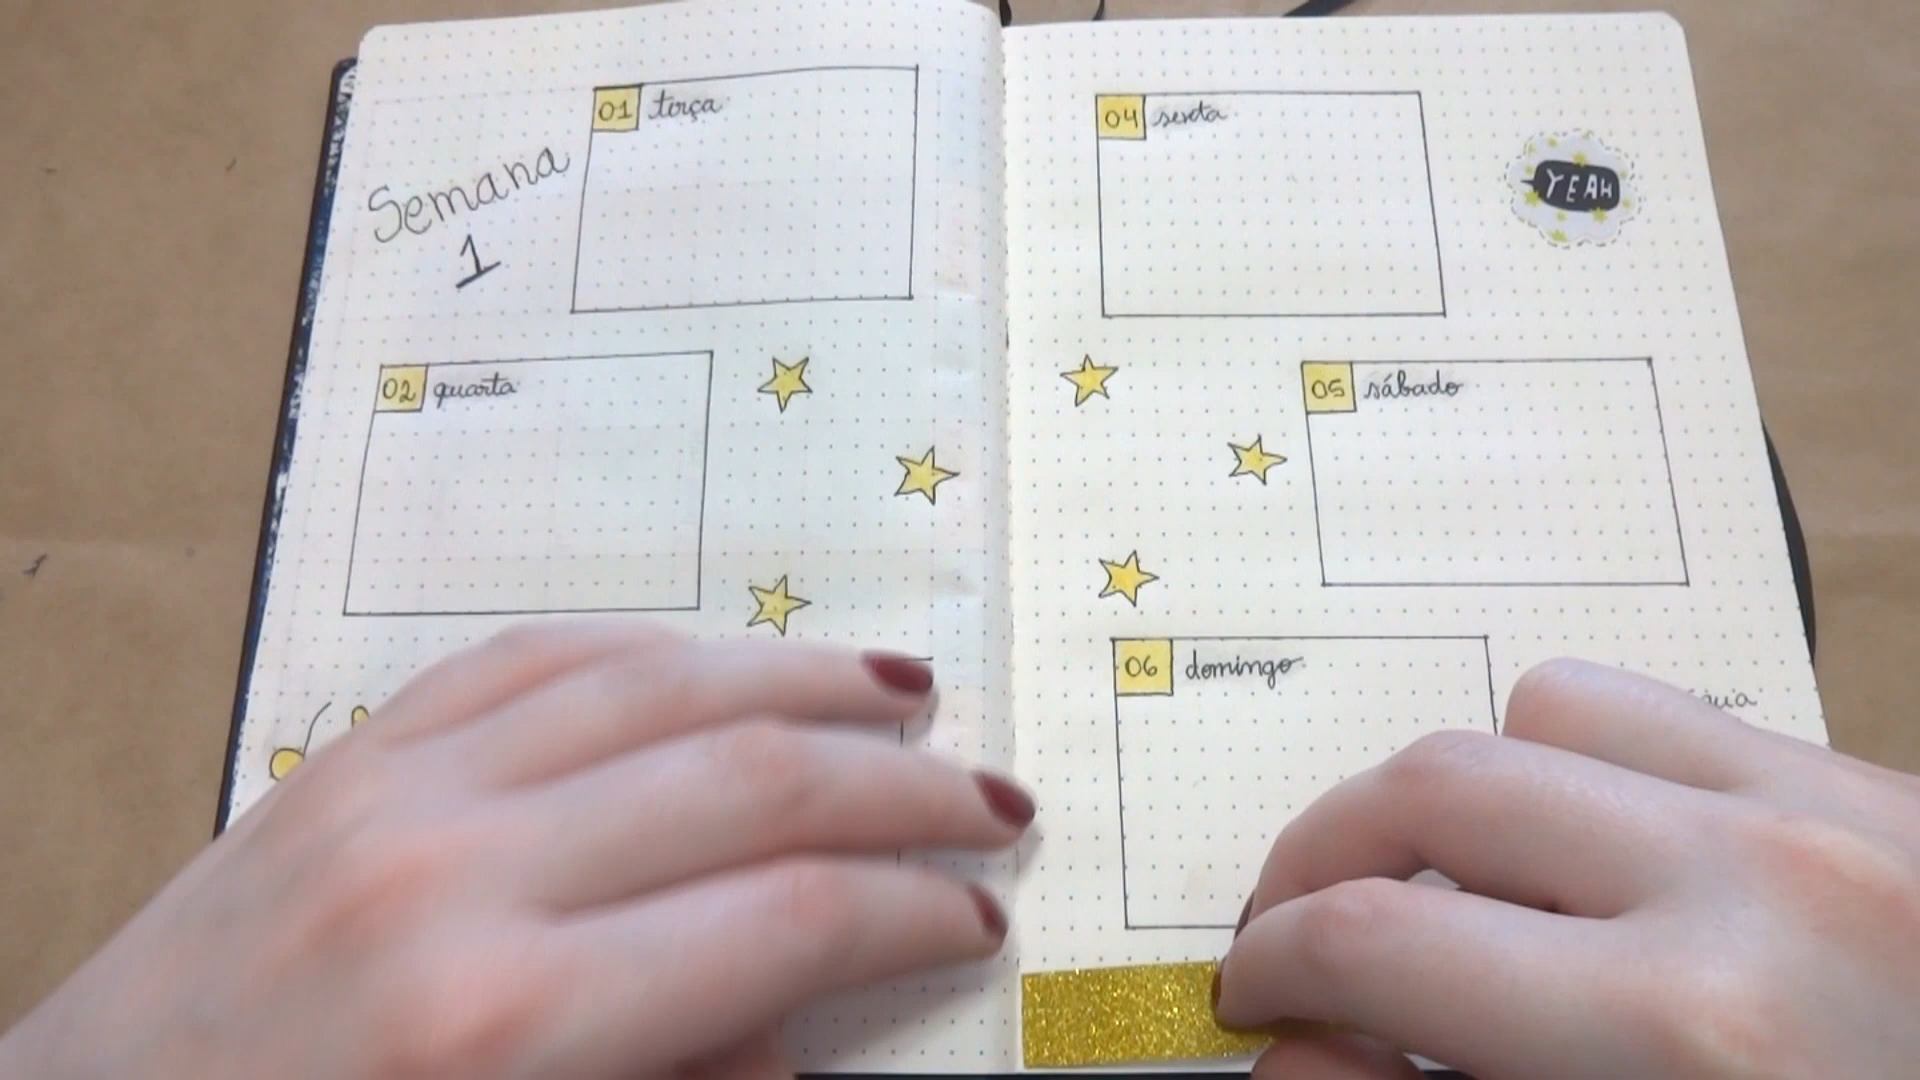 Semana
1
01 terça
02 quarta
04 sexta
YEAH
05 sábado
06 domingo